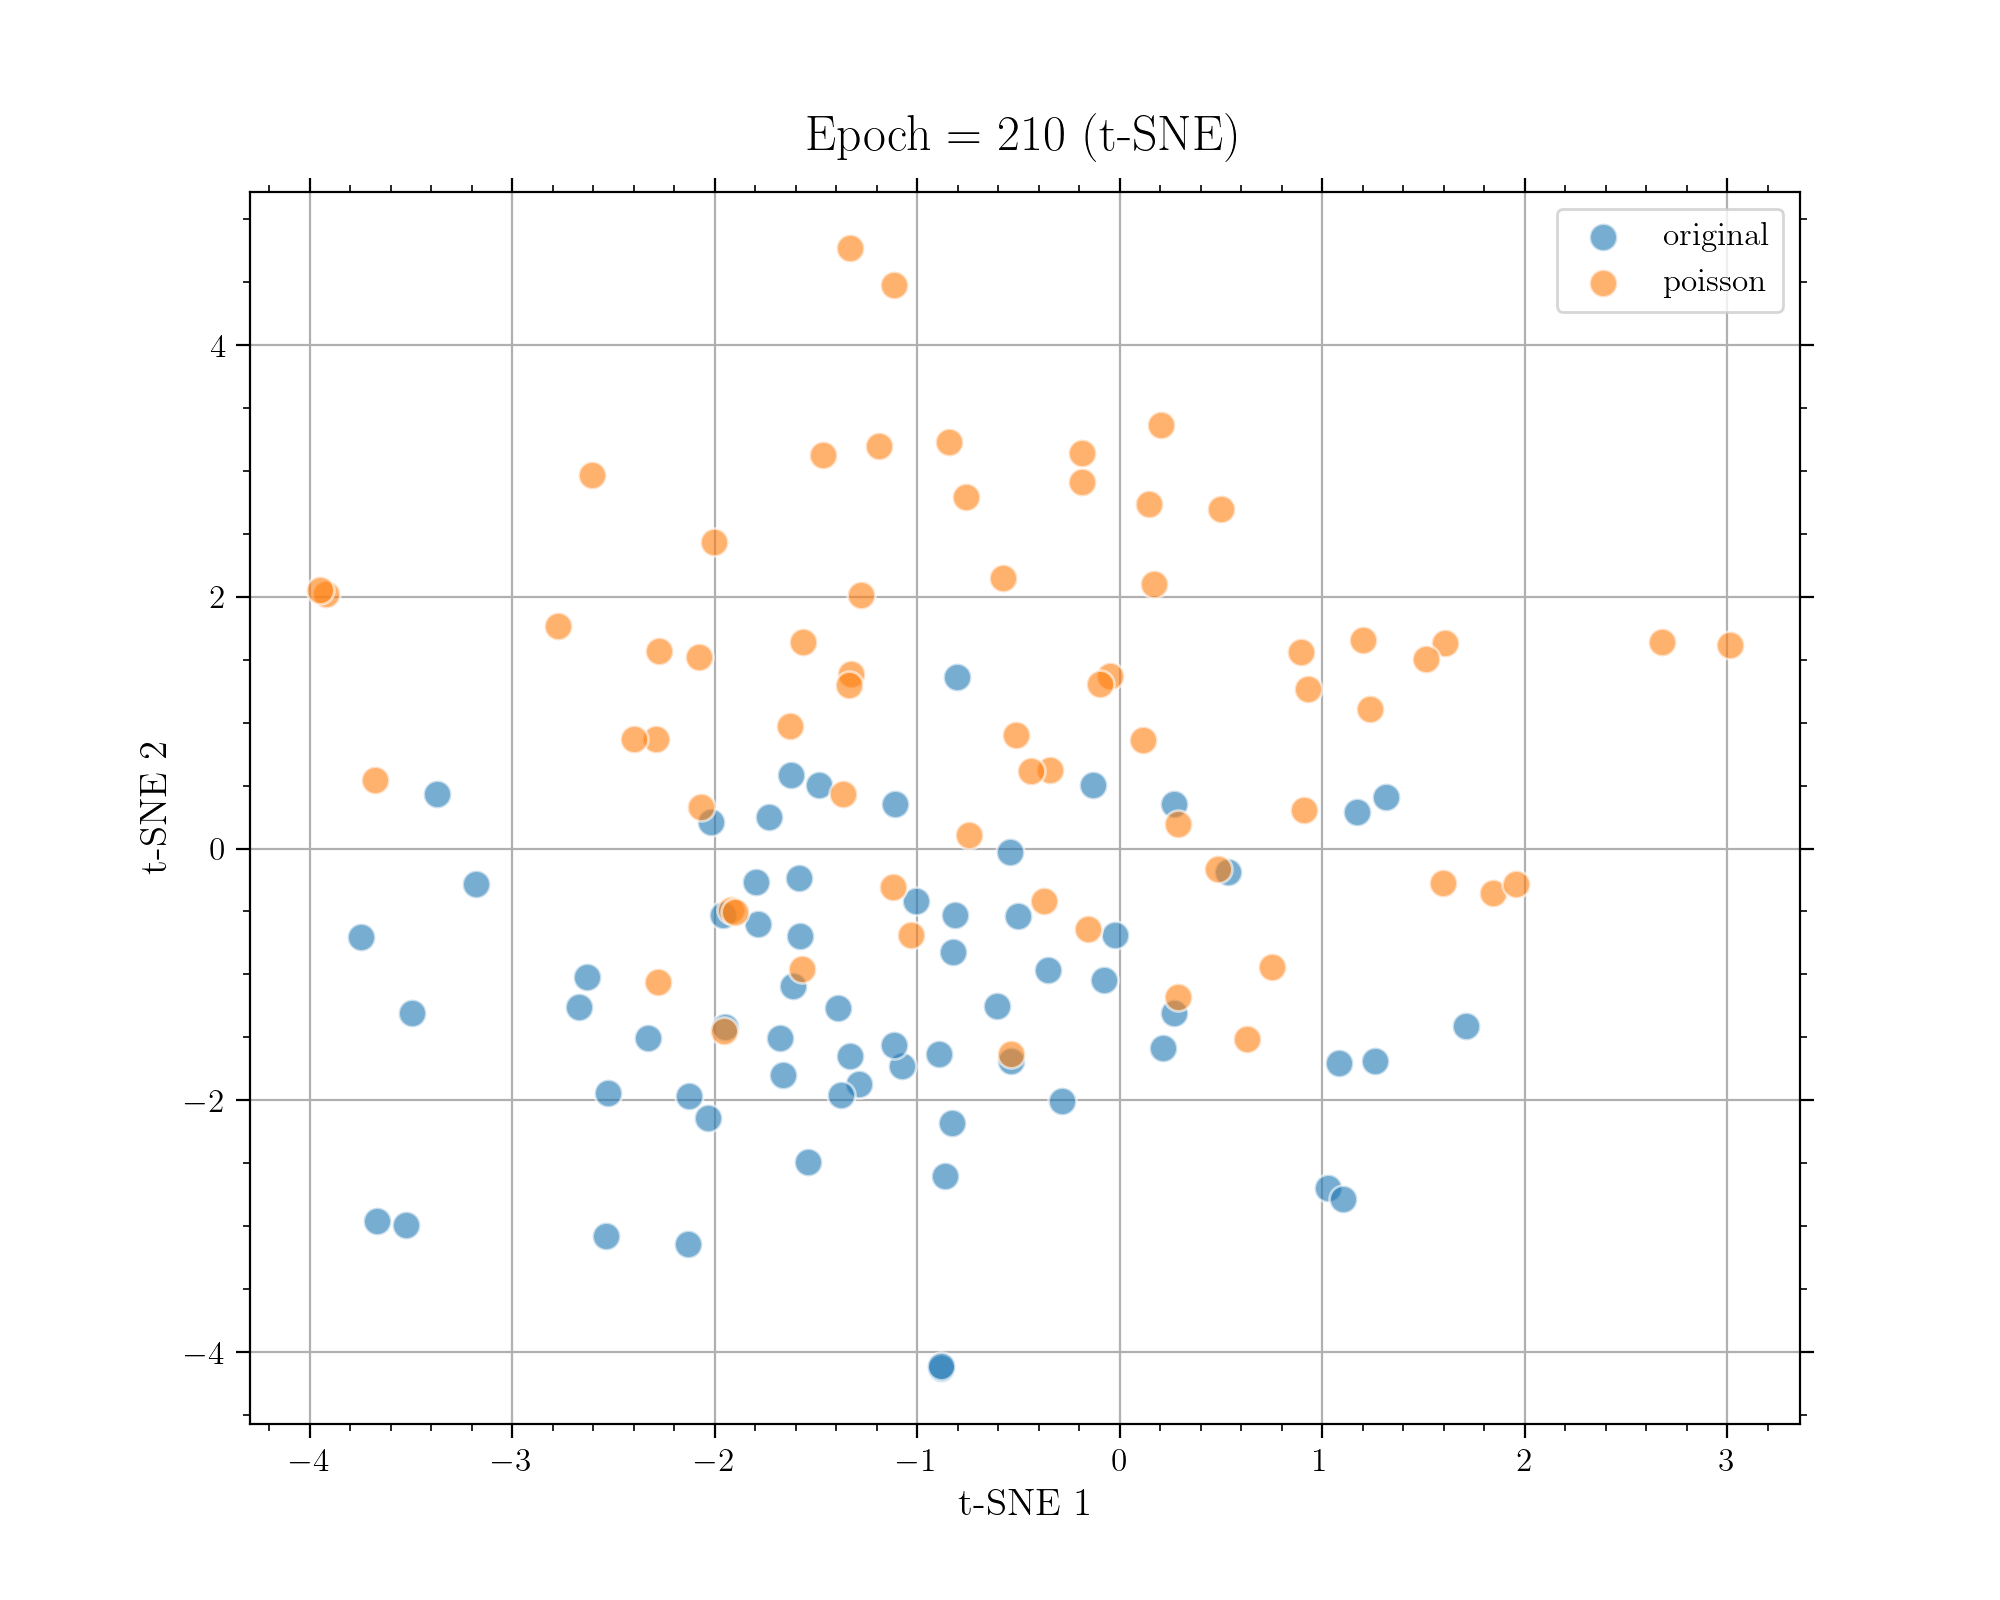 Epoch = 210 (t-SNE)
original
poisson
4
2
0
−2
−4
t-SNE 2
−4
−3
−2
−1
0
1
2
3
t-SNE 1